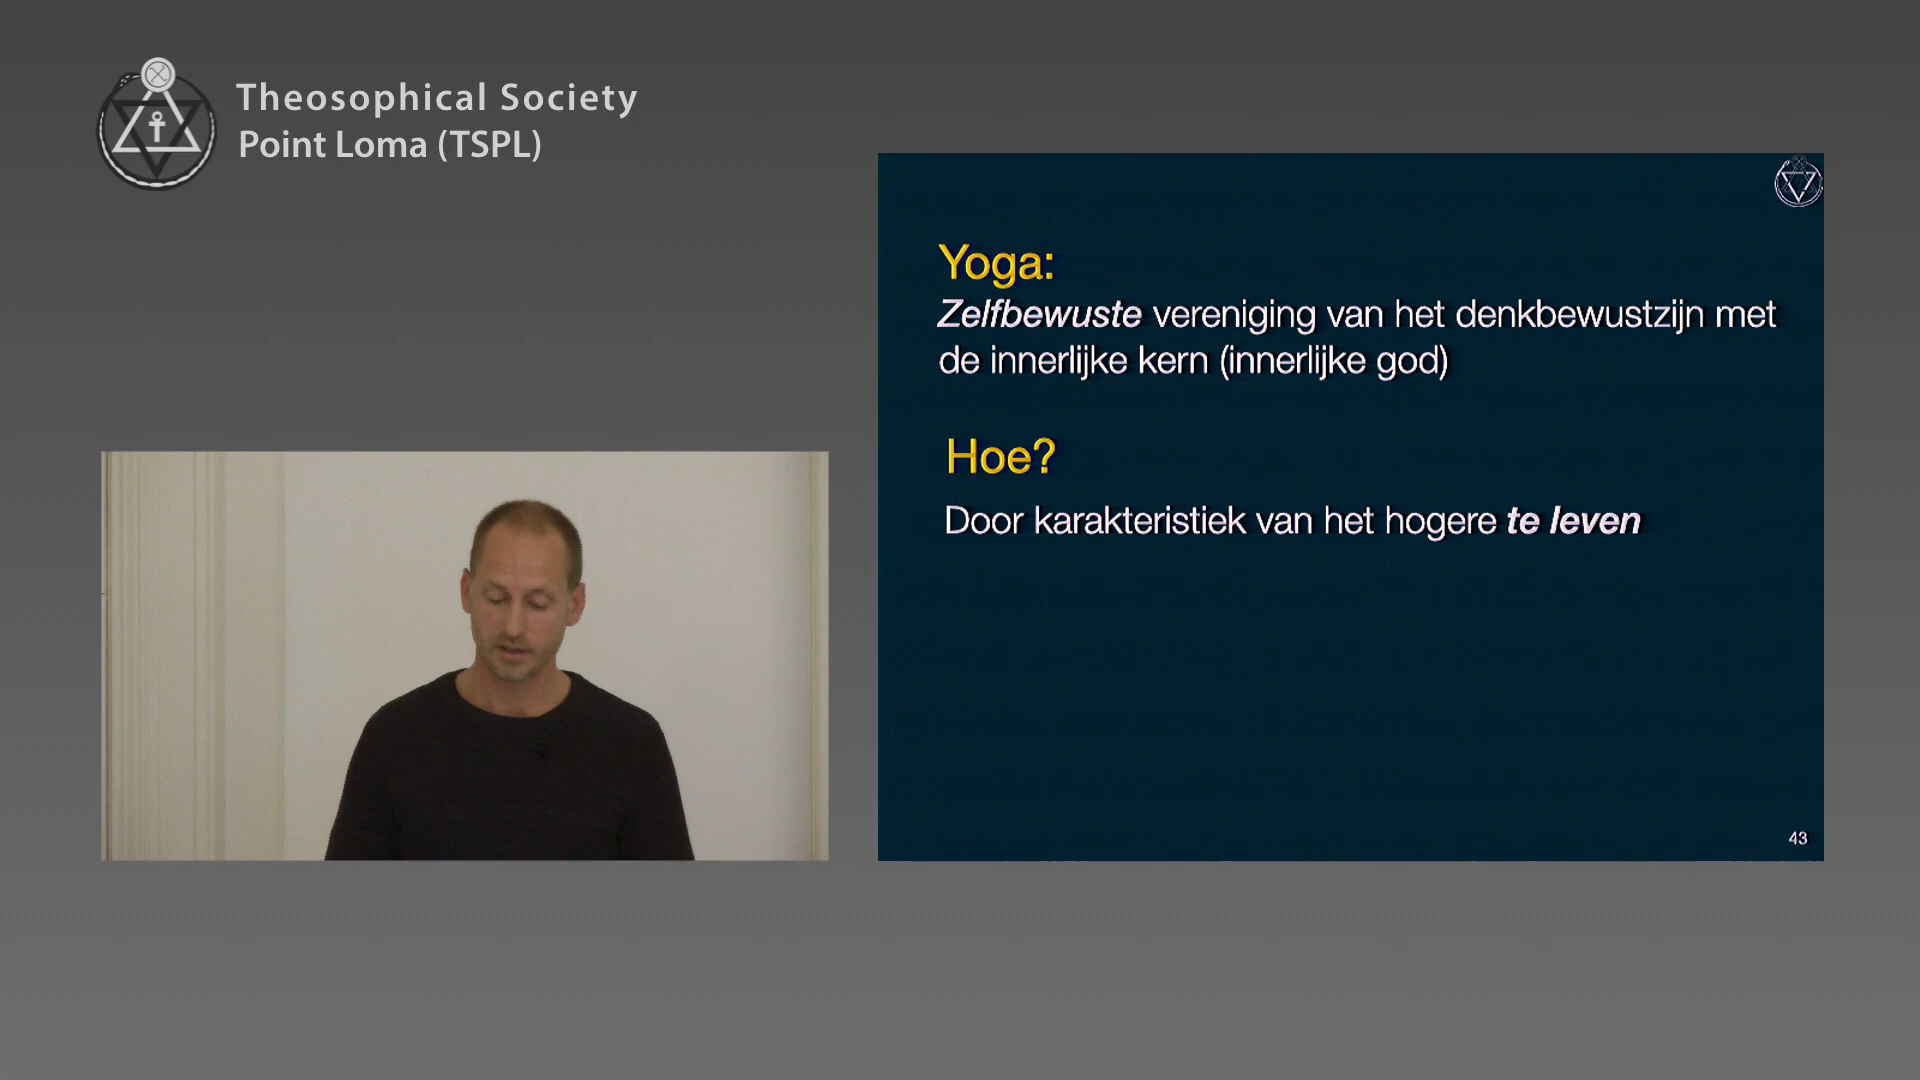 Theosophical Society
Point Loma (TSPL)
Yoga:
Zelfbewuste vereniging van het denkbewustzijn met
de innerlijke kern (innerlijke god)
Hoe?
Door karakteristiek van het hogere te leven
43